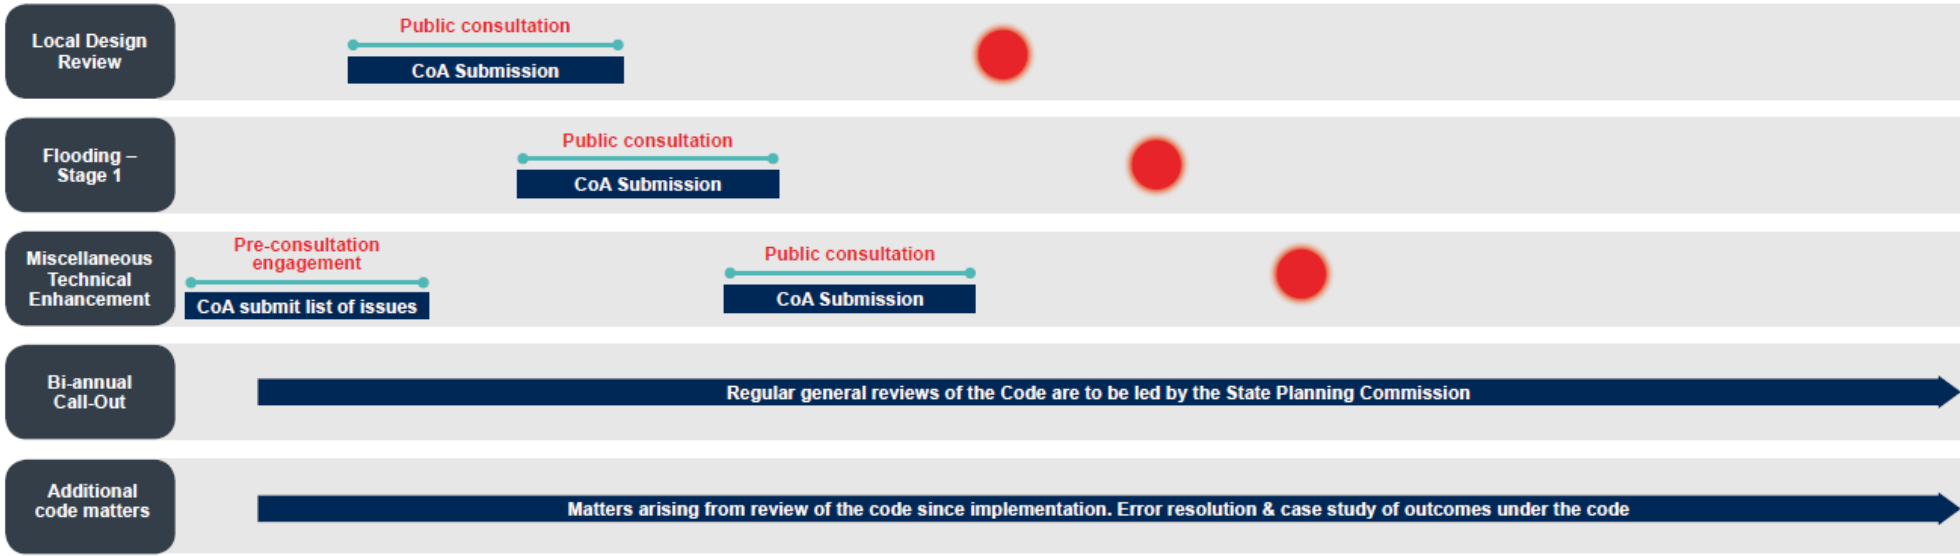 Local Design
Review
Public consultation
CoA Submission
Flooding –
Stage 1
Public consultation
CoA Submission
Miscellaneous
Technical
Enhancement
Pre-consultation
engagement
CoA submit list of issues
Public consultation
CoA Submission
Bi-annual
Call-Out
Regular general reviews of the Code are to be led by the State Planning Commission
Additional
code matters
Matters arising from review of the code since implementation. Error resolution & case study of outcomes under the code